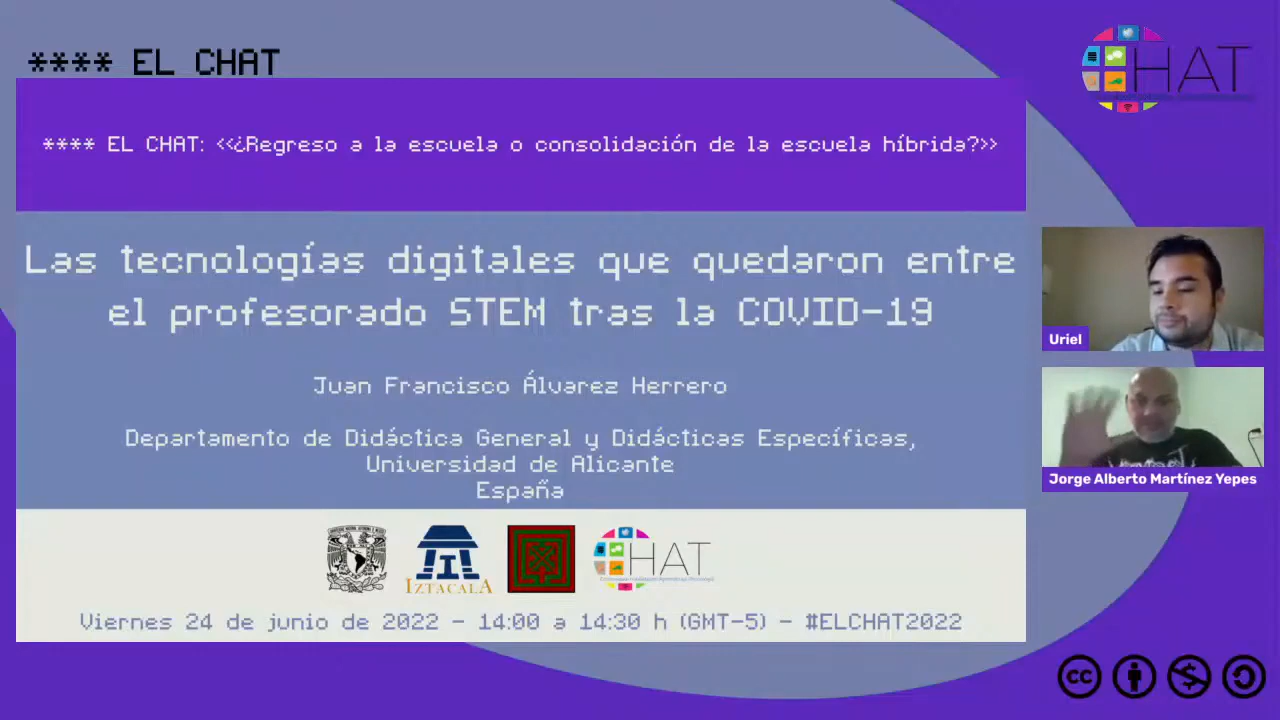 **** EL CHAT
HAT
**** EL CHAT: <<¿Regreso a la escuela o consolidación de la escuela híbrida?>>
Las tecnologías digitales que quedaron entre
el profesorado STEM tras la COVID-19
Juan Francisco Álvarez Herrero
Departamento de Didáctica General y Didácticas Específicas,
Universidad de Alicante
España
Uriel
Jorge Alberto Martínez Yepes
IZTACALA
HAT
Viernes 24 de junio de 2022 - 14:00 a 14:30 h (GMT-5) - #ELCHAT2022
cc